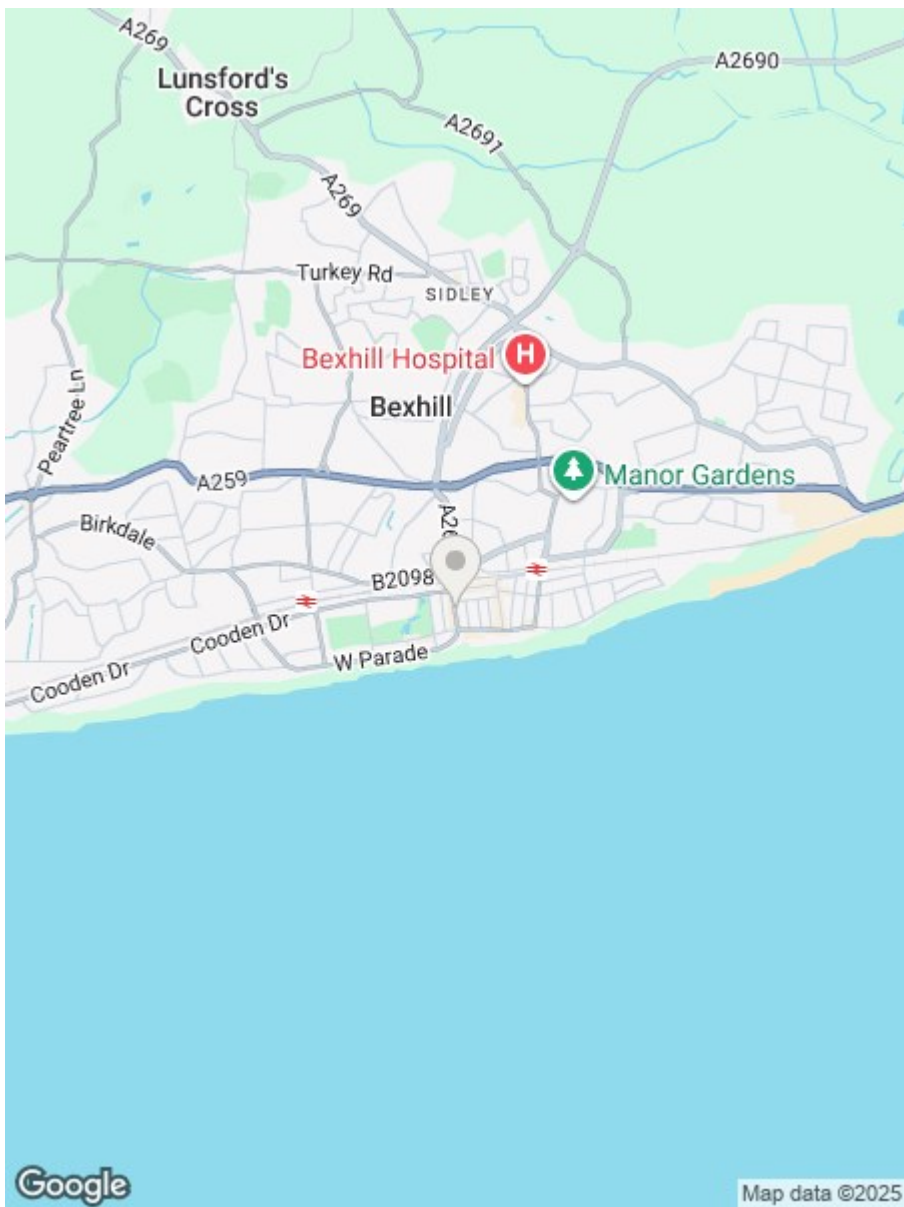 A269
A2690
Lunsford's
Cross
A2691
A269
Turkey Rd
SIDLEY
Bexhill Hospital
H
Bexhill
Peartree Ln
Manor Gardens
A259
Birkdale
B2098
Cooden Dr
W Parade
Cooden Dr
Google
Map data ©2025